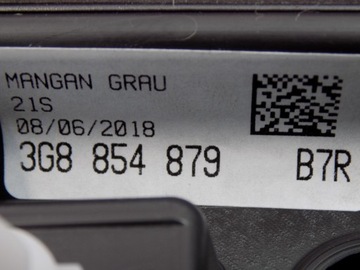 MANGAN GRAU
21S
08/06/2018
3G8 854 879 B7R